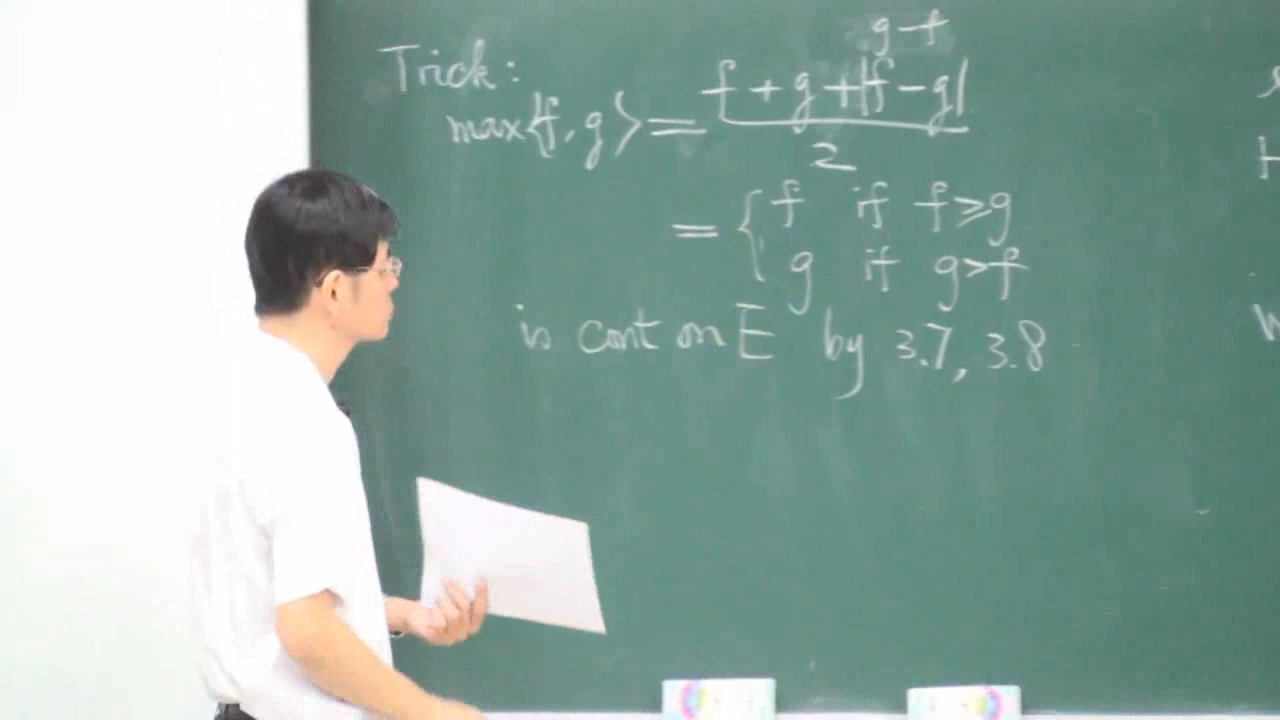 g-f
Trick:
max{f,g} = f+g+|f-g|
2
= { f if f≥g
g if g>f
is cont on E by 3.7, 3.8